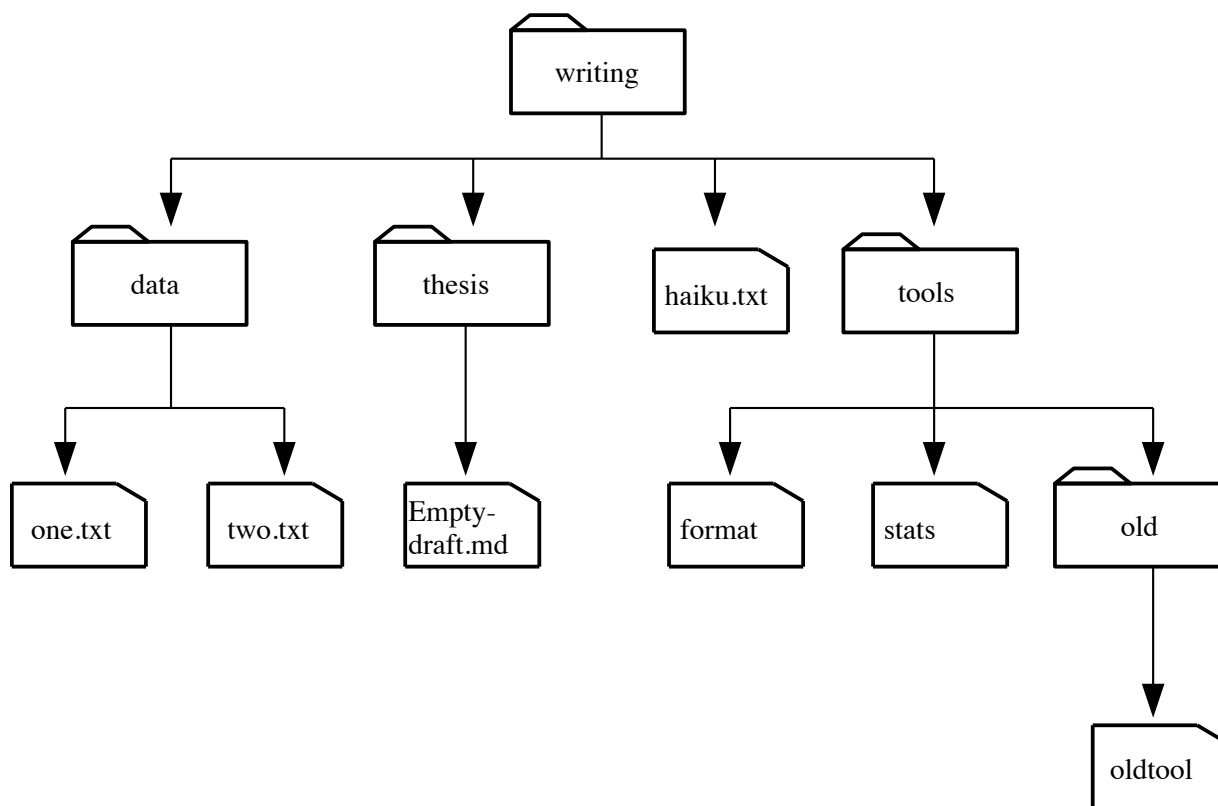 writing
data
thesis
haiku.txt
tools
one.txt
two.txt
Empty-
draft.md
format
stats
old
oldtool